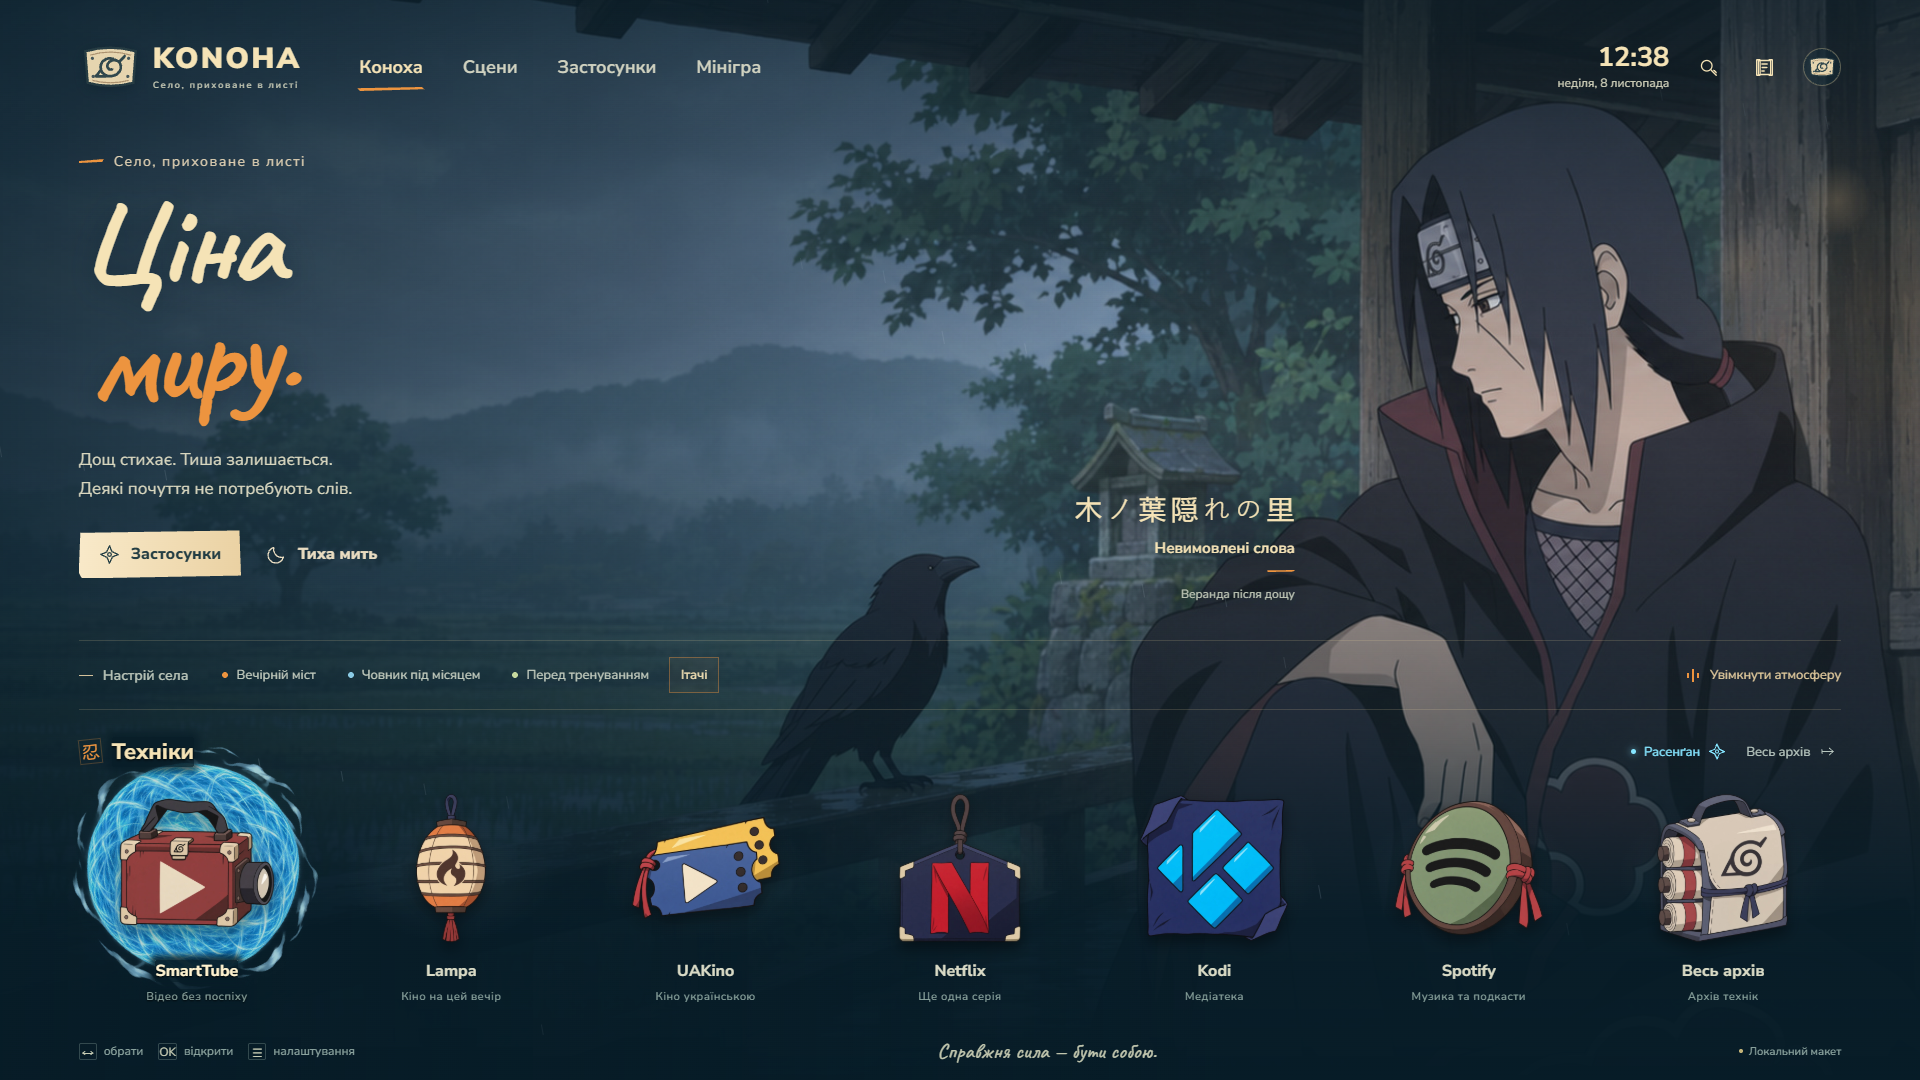 KONOHA
Село, приховане в листі
Коноха
Сцени
Застосунки
Мінігра
12:38
неділя, 8 листопада
Село, приховане в листі
Ціна
миру.
Дощ стихає. Тиша залишається.
Деякі почуття не потребують слів.
Застосунки
Тиха мить
木ノ葉隠れの里
Невимовлені слова
Веранда після дощу
Настрій села
Вечірній міст
Човник під місяцем
Перед тренуванням
Ітачі
Увімкнути атмосферу
忍 Техніки
Расенґан
Весь архів
SmartTube
Відео без поспіху
Lampa
Кіно на цей вечір
UAKino
Кіно українською
Netflix
Ще одна серія
Kodi
Медіатека
Spotify
Музика та подкасти
Весь архів
Архів технік
обрати
OK відкрити
налаштування
Справжня сила — бути собою.
Локальний макет